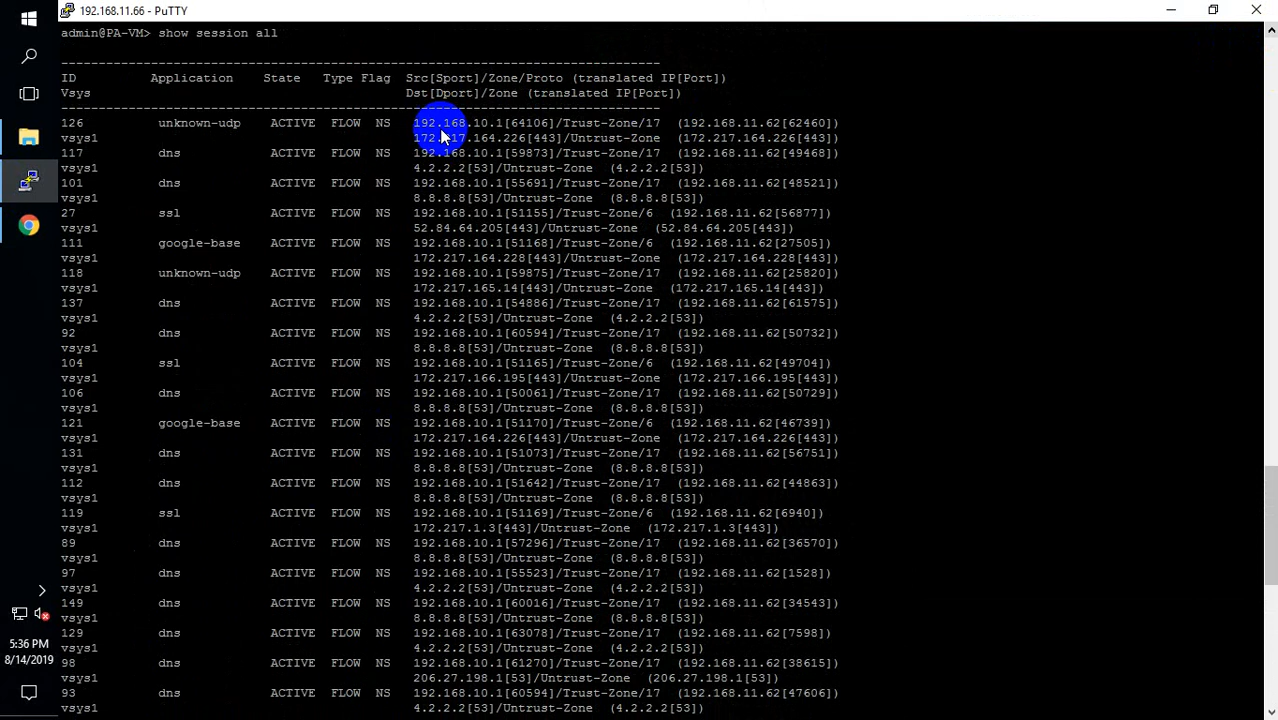 192.168.11.66 - PuTTY
admin@PA-VM> show session all
--------------------------------------------------------------------------------
ID Application State Type Flag Src[Sport]/Zone/Proto (translated IP[Port])
Vsys Dst[Dport]/Zone (translated IP[Port])
--------------------------------------------------------------------------------
126 unknown-udp ACTIVE FLOW NS 192.168.10.1[64106]/Trust-Zone/17 (192.168.11.62[62460])
vsys1 172.217.164.226[443]/Untrust-Zone (172.217.164.226[443])
117 dns ACTIVE FLOW NS 192.168.10.1[59873]/Trust-Zone/17 (192.168.11.62[49468])
vsys1 4.2.2.2[53]/Untrust-Zone (4.2.2.2[53])
101 dns ACTIVE FLOW NS 192.168.10.1[55691]/Trust-Zone/17 (192.168.11.62[48521])
vsys1 8.8.8.8[53]/Untrust-Zone (8.8.8.8[53])
27 ssl ACTIVE FLOW NS 192.168.10.1[51155]/Trust-Zone/6 (192.168.11.62[56877])
vsys1 52.84.64.205[443]/Untrust-Zone (52.84.64.205[443])
111 google-base ACTIVE FLOW NS 192.168.10.1[51168]/Trust-Zone/6 (192.168.11.62[27505])
vsys1 172.217.164.228[443]/Untrust-Zone (172.217.164.228[443])
118 unknown-udp ACTIVE FLOW NS 192.168.10.1[59875]/Trust-Zone/17 (192.168.11.62[25820])
vsys1 172.217.165.14[443]/Untrust-Zone (172.217.165.14[443])
137 dns ACTIVE FLOW NS 192.168.10.1[54886]/Trust-Zone/17 (192.168.11.62[61575])
vsys1 4.2.2.2[53]/Untrust-Zone (4.2.2.2[53])
92 dns ACTIVE FLOW NS 192.168.10.1[60594]/Trust-Zone/17 (192.168.11.62[50732])
vsys1 8.8.8.8[53]/Untrust-Zone (8.8.8.8[53])
104 ssl ACTIVE FLOW NS 192.168.10.1[51165]/Trust-Zone/6 (192.168.11.62[49704])
vsys1 172.217.166.195[443]/Untrust-Zone (172.217.166.195[443])
106 dns ACTIVE FLOW NS 192.168.10.1[50061]/Trust-Zone/17 (192.168.11.62[50729])
vsys1 8.8.8.8[53]/Untrust-Zone (8.8.8.8[53])
121 google-base ACTIVE FLOW NS 192.168.10.1[51170]/Trust-Zone/6 (192.168.11.62[46739])
vsys1 172.217.164.226[443]/Untrust-Zone (172.217.164.226[443])
131 dns ACTIVE FLOW NS 192.168.10.1[51073]/Trust-Zone/17 (192.168.11.62[56751])
vsys1 8.8.8.8[53]/Untrust-Zone (8.8.8.8[53])
112 dns ACTIVE FLOW NS 192.168.10.1[51642]/Trust-Zone/17 (192.168.11.62[44863])
vsys1 8.8.8.8[53]/Untrust-Zone (8.8.8.8[53])
119 ssl ACTIVE FLOW NS 192.168.10.1[51169]/Trust-Zone/6 (192.168.11.62[6940])
vsys1 172.217.1.3[443]/Untrust-Zone (172.217.1.3[443])
89 dns ACTIVE FLOW NS 192.168.10.1[57296]/Trust-Zone/17 (192.168.11.62[36570])
vsys1 8.8.8.8[53]/Untrust-Zone (8.8.8.8[53])
97 dns ACTIVE FLOW NS 192.168.10.1[55523]/Trust-Zone/17 (192.168.11.62[1528])
vsys1 4.2.2.2[53]/Untrust-Zone (4.2.2.2[53])
149 dns ACTIVE FLOW NS 192.168.10.1[60016]/Trust-Zone/17 (192.168.11.62[34543])
vsys1 8.8.8.8[53]/Untrust-Zone (8.8.8.8[53])
129 dns ACTIVE FLOW NS 192.168.10.1[63078]/Trust-Zone/17 (192.168.11.62[7598])
vsys1 4.2.2.2[53]/Untrust-Zone (4.2.2.2[53])
98 dns ACTIVE FLOW NS 192.168.10.1[61270]/Trust-Zone/17 (192.168.11.62[38615])
vsys1 206.27.198.1[53]/Untrust-Zone (206.27.198.1[53])
93 dns ACTIVE FLOW NS 192.168.10.1[60594]/Trust-Zone/17 (192.168.11.62[47606])
vsys1 4.2.2.2[53]/Untrust-Zone (4.2.2.2[53])
5:36 PM
8/14/2019